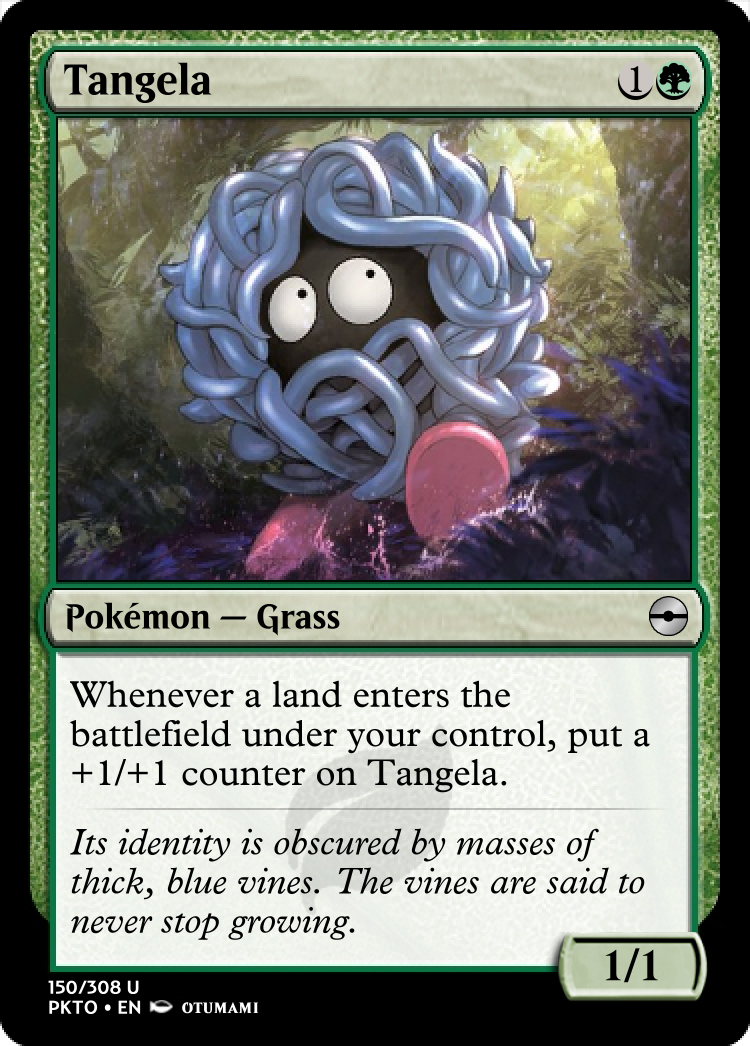 Tangela
1
Pokémon — Grass
Whenever a land enters the
battlefield under your control, put a
+1/+1 counter on Tangela.
Its identity is obscured by masses of
thick, blue vines. The vines are said to
never stop growing.
1/1
150/308 U
PKTO • EN OTUMAMI